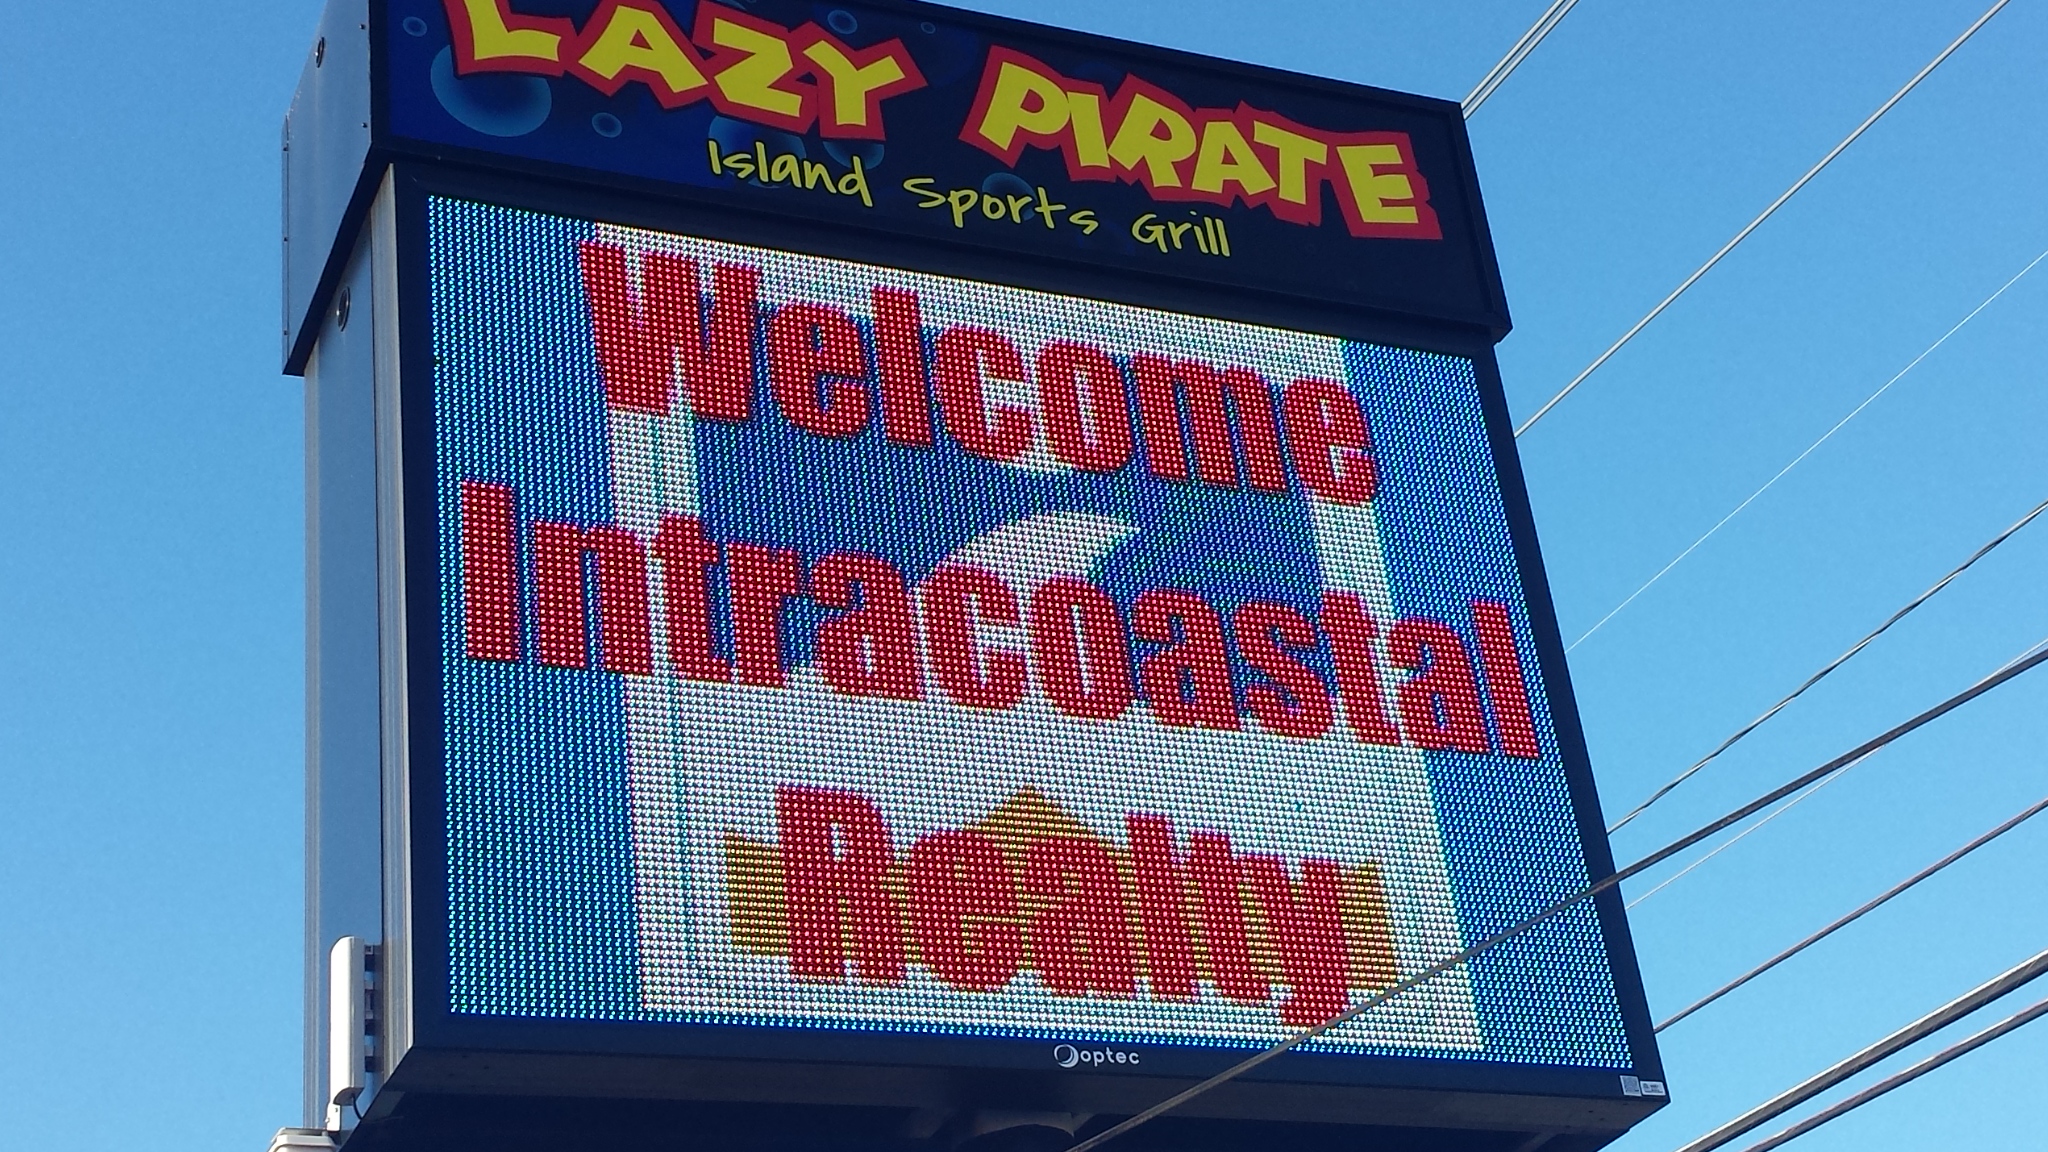 LAZY PIRATE
Island Sports Grill
Welcome
Intracoastal
Realty
optec